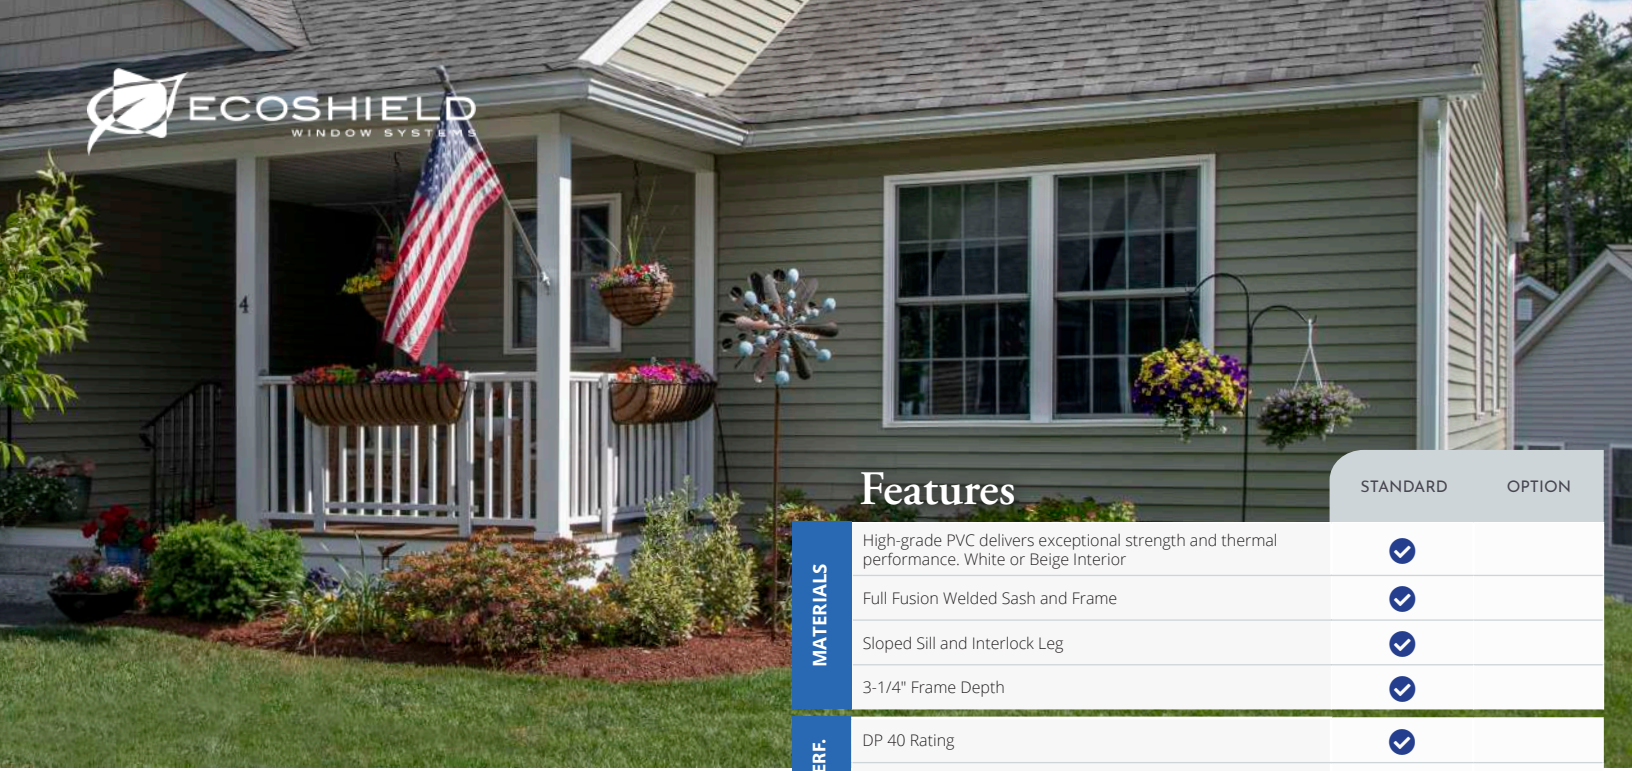 ECOSHIELD
WINDOW SYSTEMS
4
Features
STANDARD OPTION
MATERIALS
High-grade PVC delivers exceptional strength and thermal
performance. White or Beige Interior
Full Fusion Welded Sash and Frame
Sloped Sill and Interlock Leg
3-1/4" Frame Depth
DP 40 Rating